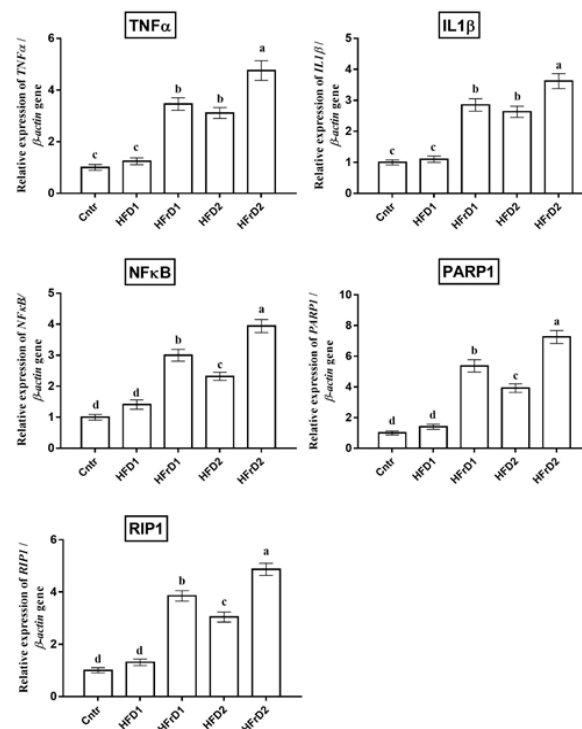 TNFα
Relative expression of TNFα /
β-actin gene
6
4
2
0
c
c
b
b
a
Cntr
HFD1
HFrD1
HFD2
HFrD2
IL1β
Relative expression of IL1β /
β-actin gene
5
4
3
2
1
0
c
c
b
b
a
Cntr
HFD1
HFrD1
HFD2
HFrD2
NFκB
Relative expression of NFκB/
β-actin gene
5
4
3
2
1
0
d
d
b
c
a
Cntr
HFD1
HFrD1
HFD2
HFrD2
PARP1
Relative expression of PARP1 /
β-actin gene
10
8
6
4
2
0
d
d
b
c
a
Cntr
HFD1
HFrD1
HFD2
HFrD2
RIP1
Relative expression of RIP1 /
β-actin gene
6
4
2
0
d
d
b
c
a
Cntr
HFD1
HFrD1
HFD2
HFrD2